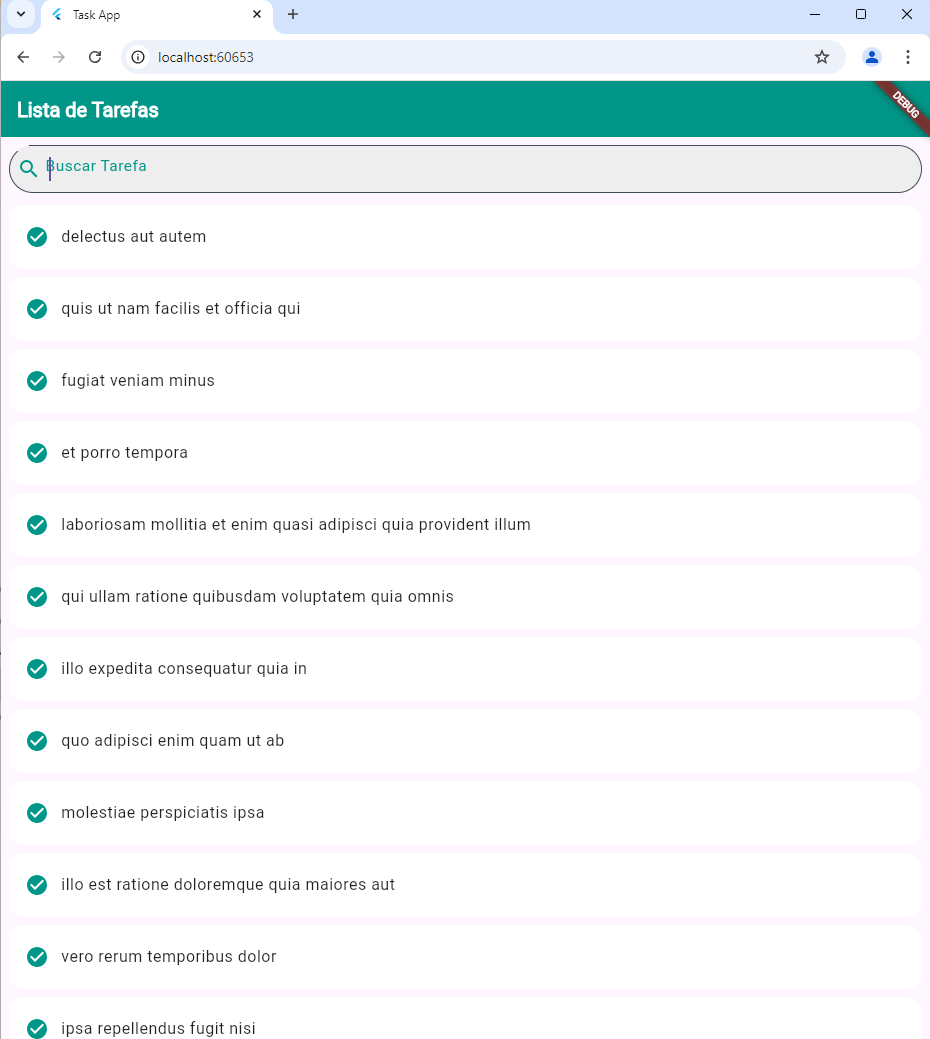 Task App
localhost:60653
Lista de Tarefas
DEBUG
Buscar Tarefa
delectus aut autem
quis ut nam facilis et officia qui
fugiat veniam minus
et porro tempora
laboriosam mollitia et enim quasi adipisci quia provident illum
qui ullam ratione quibusdam voluptatem quia omnis
illo expedita consequatur quia in
quo adipisci enim quam ut ab
molestiae perspiciatis ipsa
illo est ratione doloremque quia maiores aut
vero rerum temporibus dolor
ipsa repellendus fugit nisi